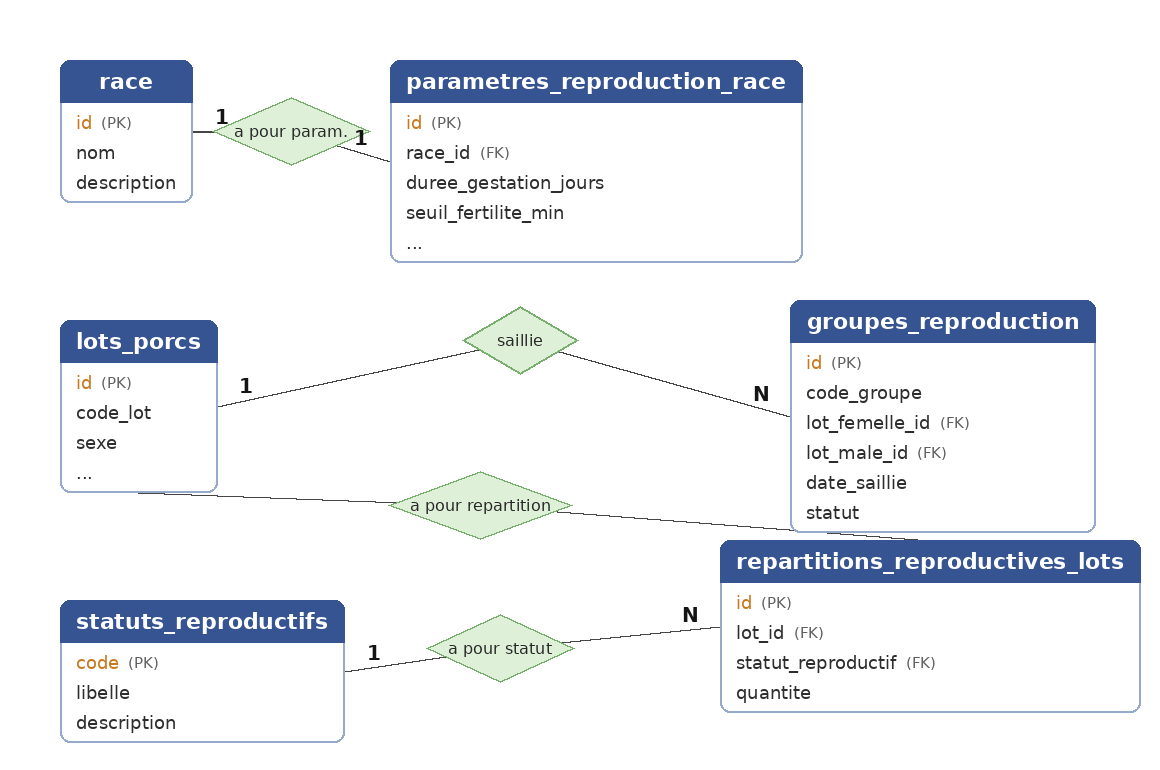 race
id (PK)
nom
description
1
a pour param.
1
parametres_reproduction_race
id (PK)
race_id (FK)
duree_gestation_jours
seuil_fertilite_min
...
lots_porcs
id (PK)
code_lot
sexe
...
1
saillie
N
groupes_reproduction
id (PK)
code_groupe
lot_femelle_id (FK)
lot_male_id (FK)
date_saillie
statut
a pour repartition
statuts_reproductifs
code (PK)
libelle
description
1
a pour statut
N
repartitions_reproductives_lots
id (PK)
lot_id (FK)
statut_reproductif (FK)
quantite